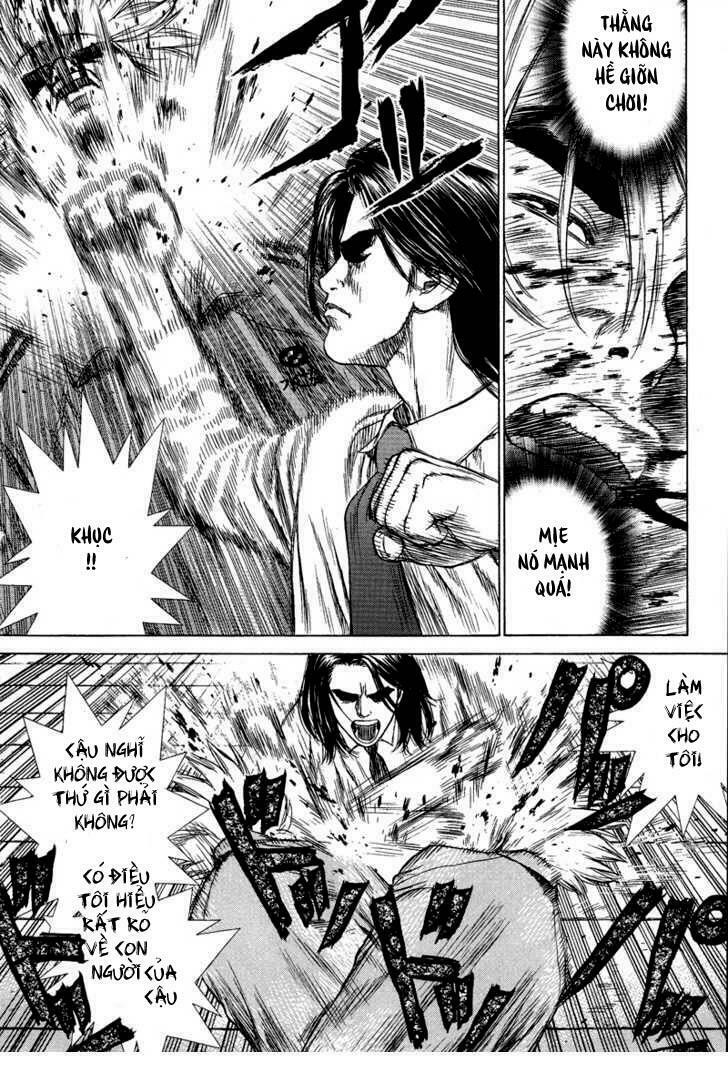 THẰNG
NÀY KHÔNG
HỀ GIỠN
CHƠI!
MIE
NÓ MẠNH
QUÁ!
KHỤC
!!
LÀM
VIỆC
CHO
TÔI!
CẬU NGHĨ
KHÔNG ĐƯỢC
THỨ GÌ PHẢI
KHÔNG?
CÓ ĐIỀU
TÔI HIỂU
RẤT RÕ
VỀ CON
NGƯỜI CỦA
CẬU